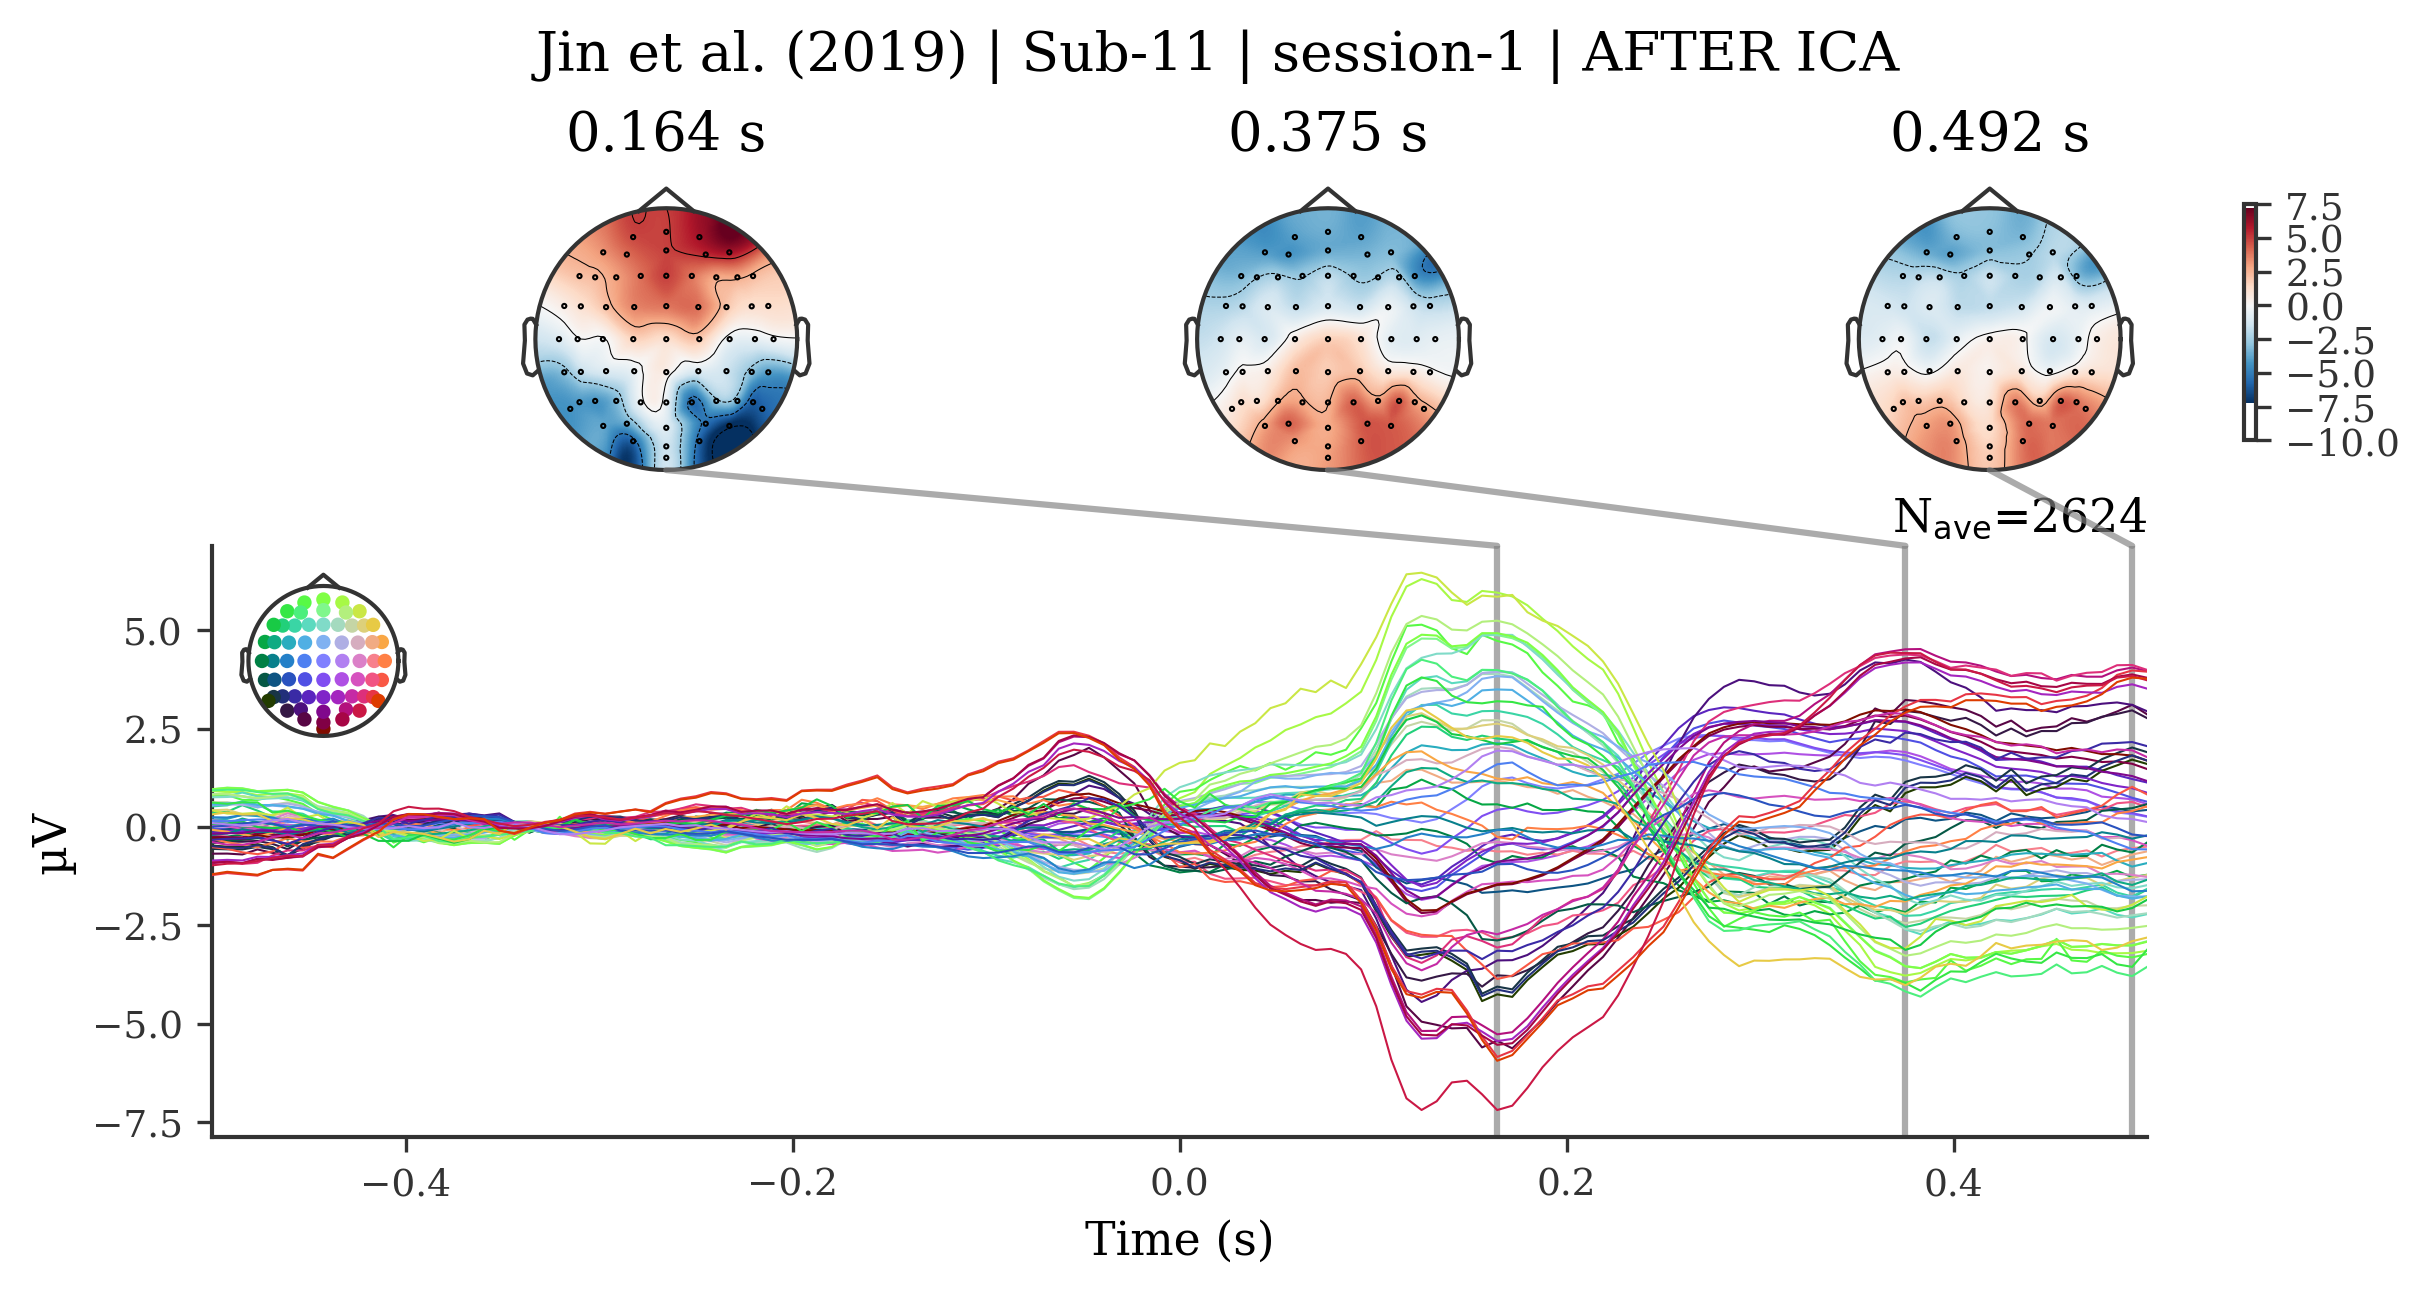 Jin et al. (2019) | Sub-11 | session-1 | AFTER ICA
0.164 s
0.375 s
0.492 s
7.5
5.0
2.5
0.0
−2.5
−5.0
−7.5
−10.0
Nave=2624
5.0
2.5
0.0
−2.5
−5.0
−7.5
µV
−0.4
−0.2
0.0
0.2
0.4
Time (s)